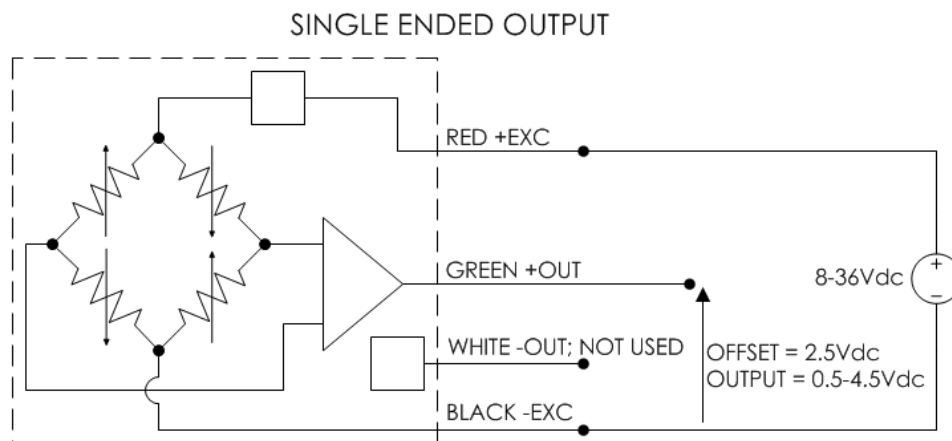 SINGLE ENDED OUTPUT
RED +EXC
GREEN +OUT
8-36Vdc
+
−
WHITE -OUT; NOT USED
OFFSET = 2.5Vdc
OUTPUT = 0.5-4.5Vdc
BLACK -EXC